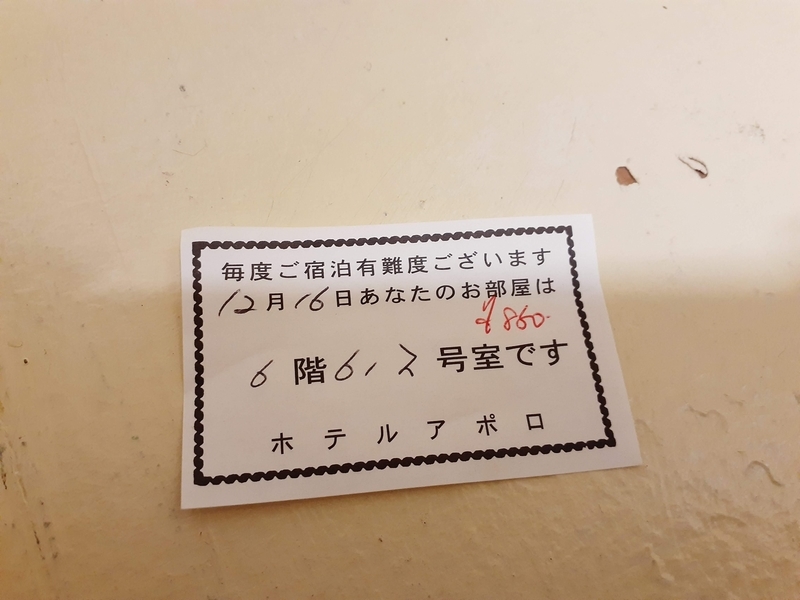 毎度ご宿泊有難度ございます
12月16日あなたのお部屋は
¥860-
6階612号室です
ホテルアポロ